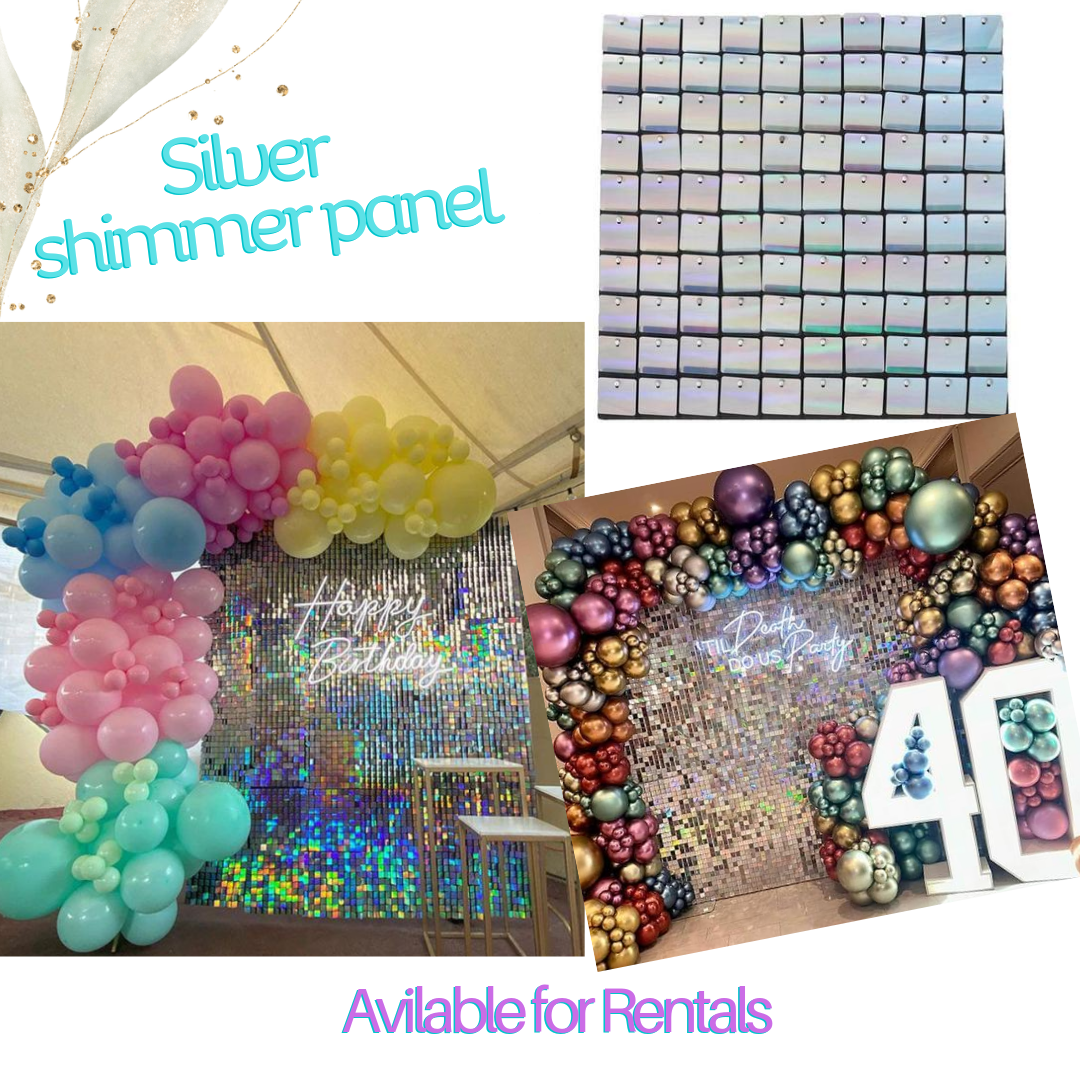 Silver
shimmer panel
Happy
Birthday
'TIL Death
DO US Party
40
Avilable for Rentals